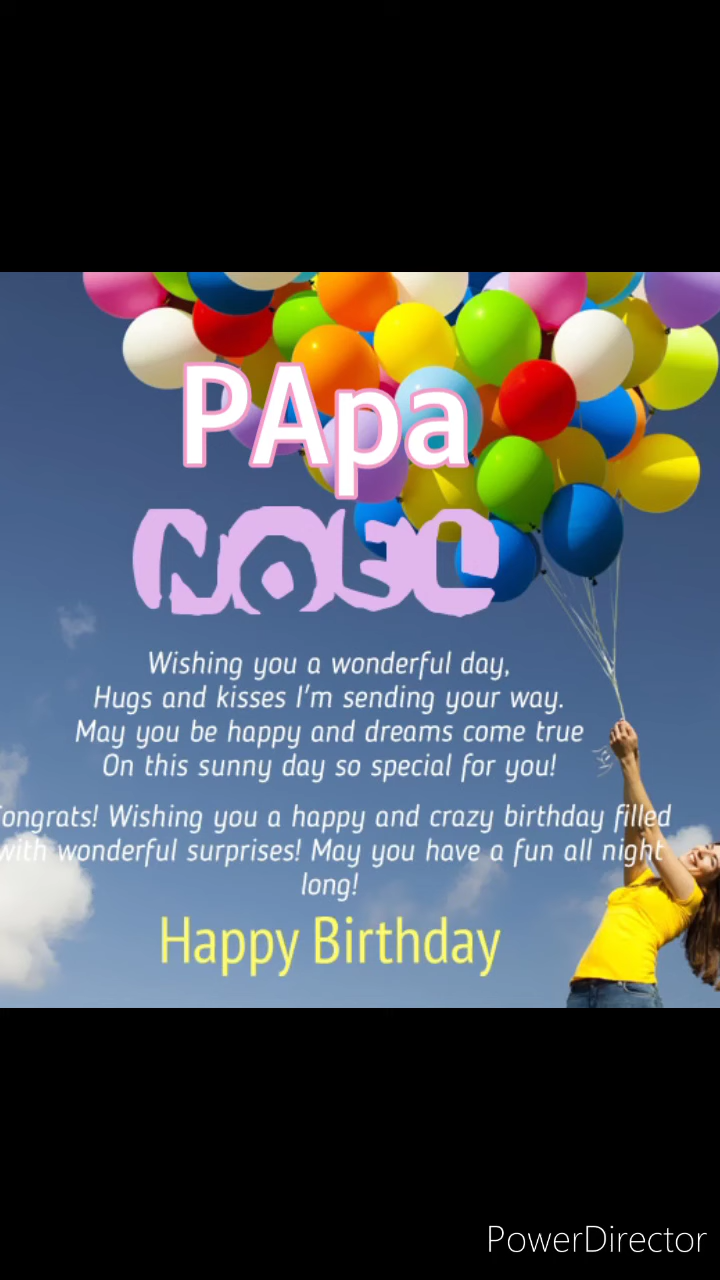 PApa
NOEL
Wishing you a wonderful day,
Hugs and kisses I'm sending your way.
May you be happy and dreams come true
On this sunny day so special for you!
ongrats! Wishing you a happy and crazy birthday filled
with wonderful surprises! May you have a fun all night
long!
Happy Birthday
PowerDirector